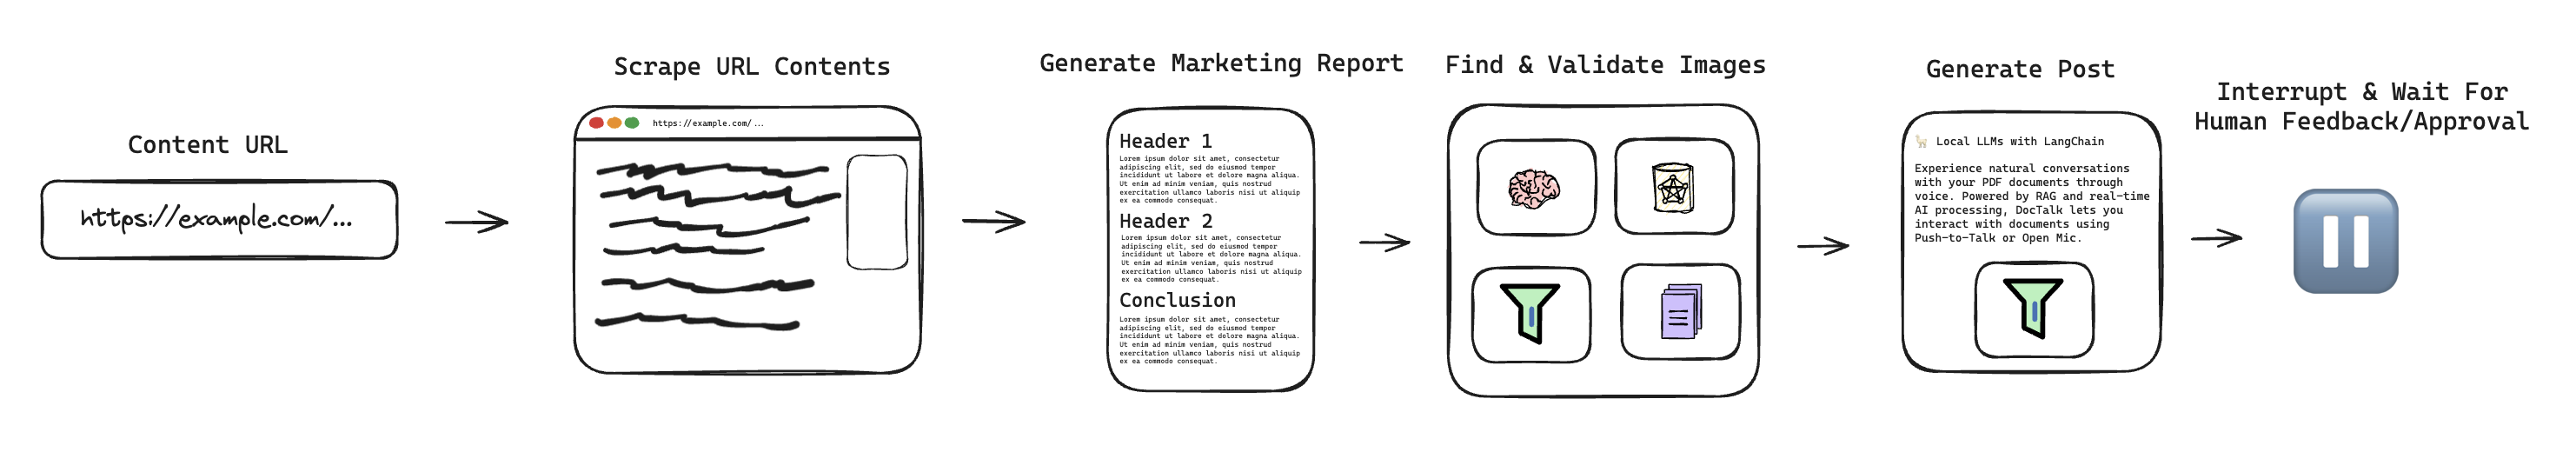 Content URL
https://example.com/...
Scrape URL Contents
https://example.com/...
Generate Marketing Report
Header 1
Lorem ipsum dolor sit amet, consectetur
adipiscing elit, sed do eiusmod tempor
incididunt ut labore et dolore magna aliqua.
Ut enim ad minim veniam, quis nostrud
exercitation ullamco laboris nisi ut aliquip
ex ea commodo consequat.
Header 2
Lorem ipsum dolor sit amet, consectetur
adipiscing elit, sed do eiusmod tempor
incididunt ut labore et dolore magna aliqua.
Ut enim ad minim veniam, quis nostrud
exercitation ullamco laboris nisi ut aliquip
ex ea commodo consequat.
Conclusion
Lorem ipsum dolor sit amet, consectetur
adipiscing elit, sed do eiusmod tempor
incididunt ut labore et dolore magna aliqua.
Ut enim ad minim veniam, quis nostrud
exercitation ullamco laboris nisi ut aliquip
ex ea commodo consequat.
Find & Validate Images
Generate Post
🦙 Local LLMs with LangChain
Experience natural conversations
with your PDF documents through
voice. Powered by RAG and real-time
AI processing, DocTalk lets you
interact with documents using
Push-to-Talk or Open Mic.
Interrupt & Wait For
Human Feedback/Approval